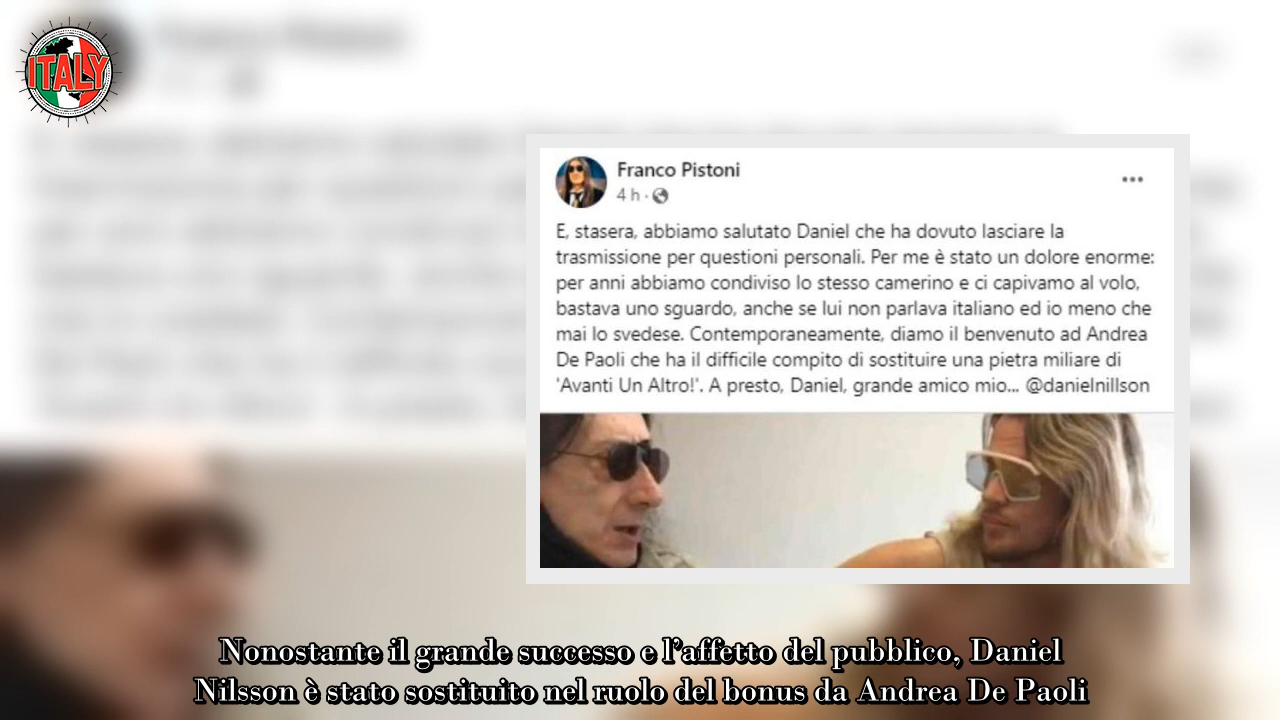 ITALY
Franco Pistoni
4 h ·
E, stasera, abbiamo salutato Daniel che ha dovuto lasciare la
trasmissione per questioni personali. Per me è stato un dolore enorme:
per anni abbiamo condiviso lo stesso camerino e ci capivamo al volo,
bastava uno sguardo, anche se lui non parlava italiano ed io meno che
mai lo svedese. Contemporaneamente, diamo il benvenuto ad Andrea
De Paoli che ha il difficile compito di sostituire una pietra miliare di
'Avanti Un Altro!'. A presto, Daniel, grande amico mio... @danielnillson
Nonostante il grande successo e l'affetto del pubblico, Daniel
Nilsson è stato sostituito nel ruolo del bonus da Andrea De Paoli